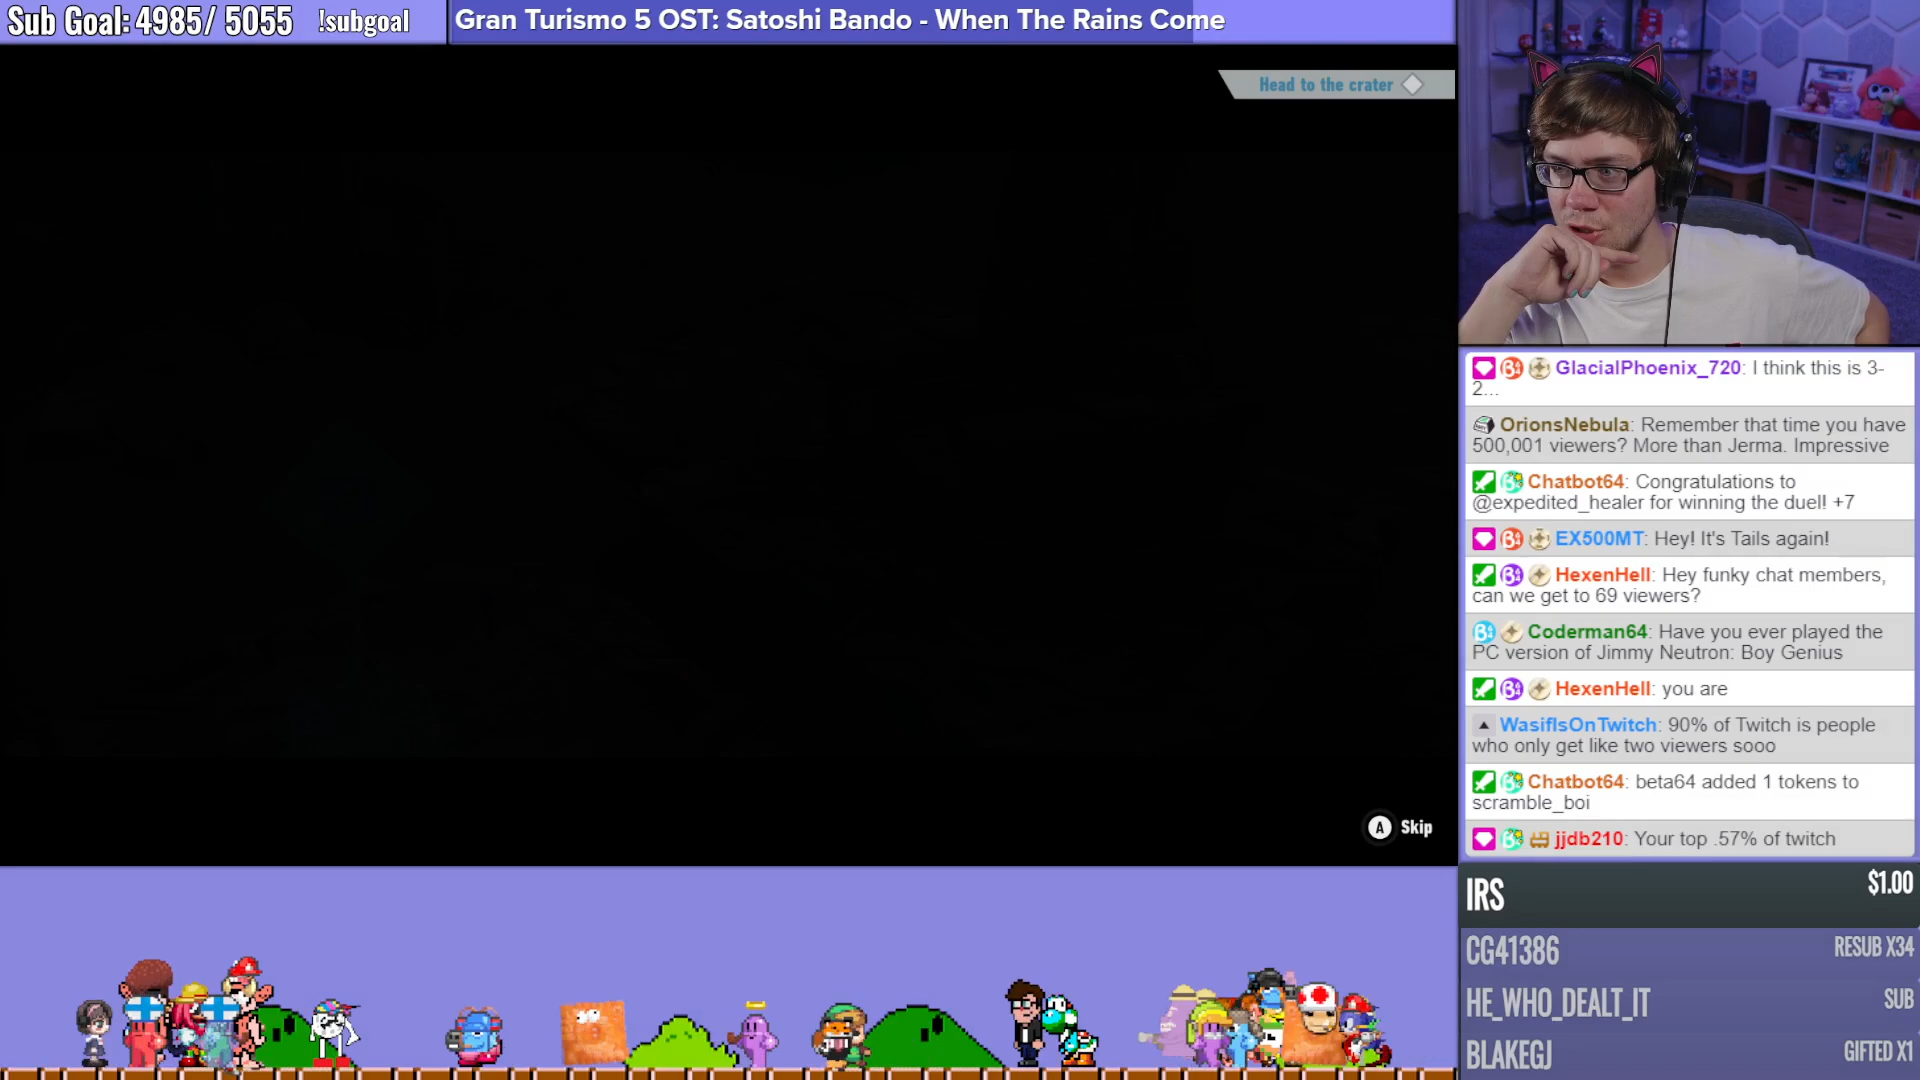 Sub Goal: 4985/ 5055 !subgoal
Gran Turismo 5 OST: Satoshi Bando - When The Rains Come
Head to the crater
A Skip
GlacialPhoenix_720: I think this is 3-
2...
OrionsNebula: Remember that time you have
500,001 viewers? More than Jerma. Impressive
Chatbot64: Congratulations to
@expedited_healer for winning the duel! +7
EX500MT: Hey! It's Tails again!
HexenHell: Hey funky chat members,
can we get to 69 viewers?
Coderman64: Have you ever played the
PC version of Jimmy Neutron: Boy Genius
HexenHell: you are
WasifIsOnTwitch: 90% of Twitch is people
who only get like two viewers sooo
Chatbot64: beta64 added 1 tokens to
scramble_boi
jjdb210: Your top .57% of twitch
IRS $1.00
CG41386 RESUB X34
HE_WHO_DEALT_IT SUB
BLAKEGJ GIFTED X1